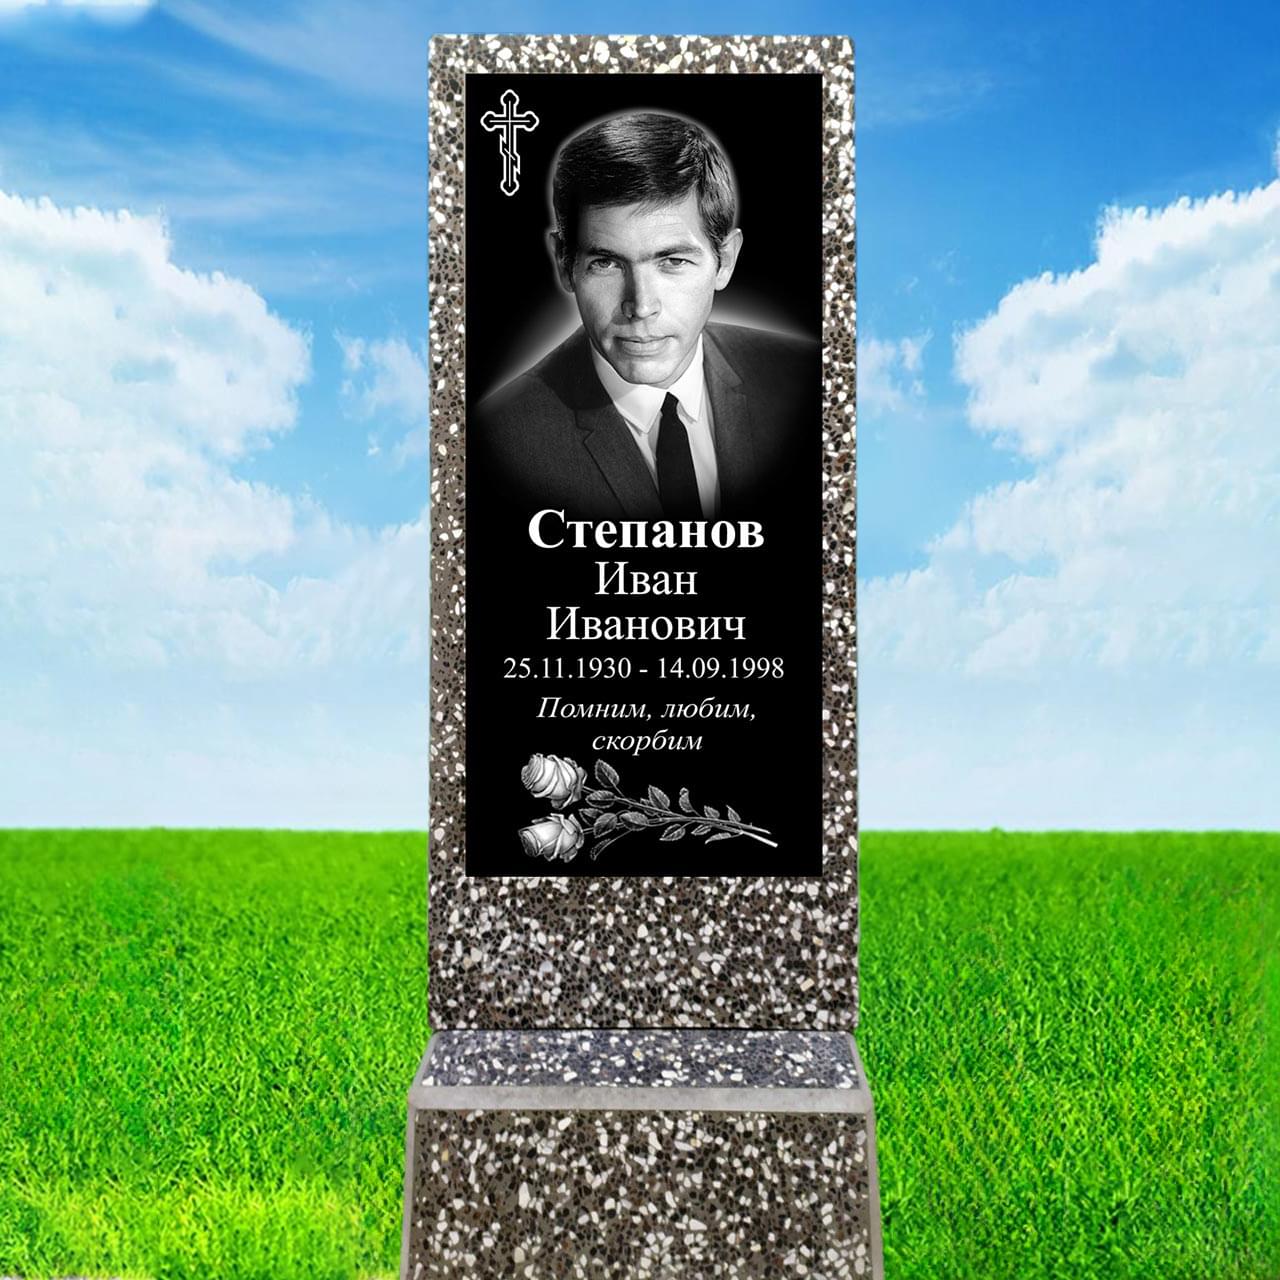 Степанов
Иван
Иванович
25.11.1930 - 14.09.1998
Помним, любим,
скорбим